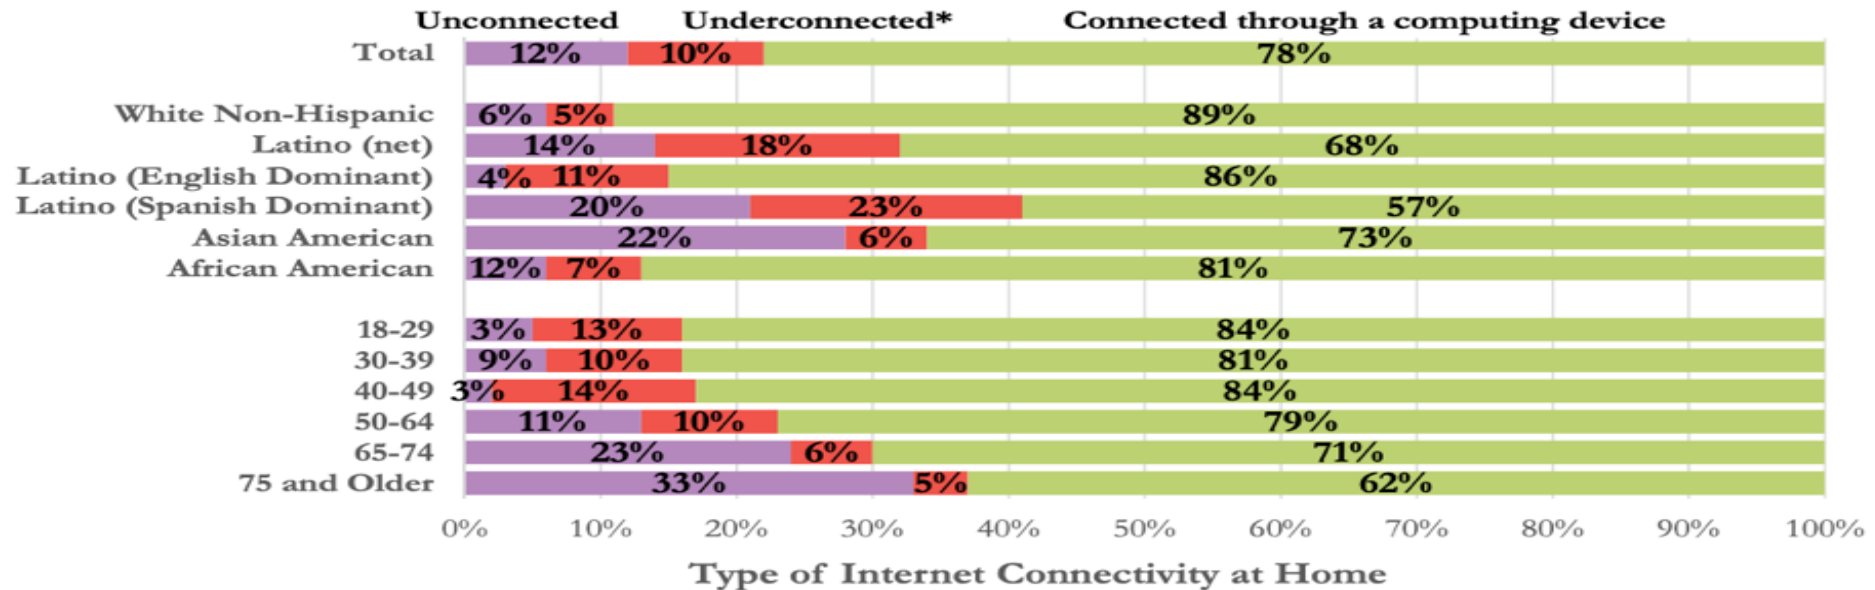 Unconnected Underconnected* Connected through a computing device
Total 12% 10% 78%
White Non-Hispanic 6% 5% 89%
Latino (net) 14% 18% 68%
Latino (English Dominant) 4% 11% 86%
Latino (Spanish Dominant) 20% 23% 57%
Asian American 22% 6% 73%
African American 12% 7% 81%
18-29 3% 13% 84%
30-39 9% 10% 81%
40-49 3% 14% 84%
50-64 11% 10% 79%
65-74 23% 6% 71%
75 and Older 33% 5% 62%
0% 10% 20% 30% 40% 50% 60% 70% 80% 90% 100%
Type of Internet Connectivity at Home